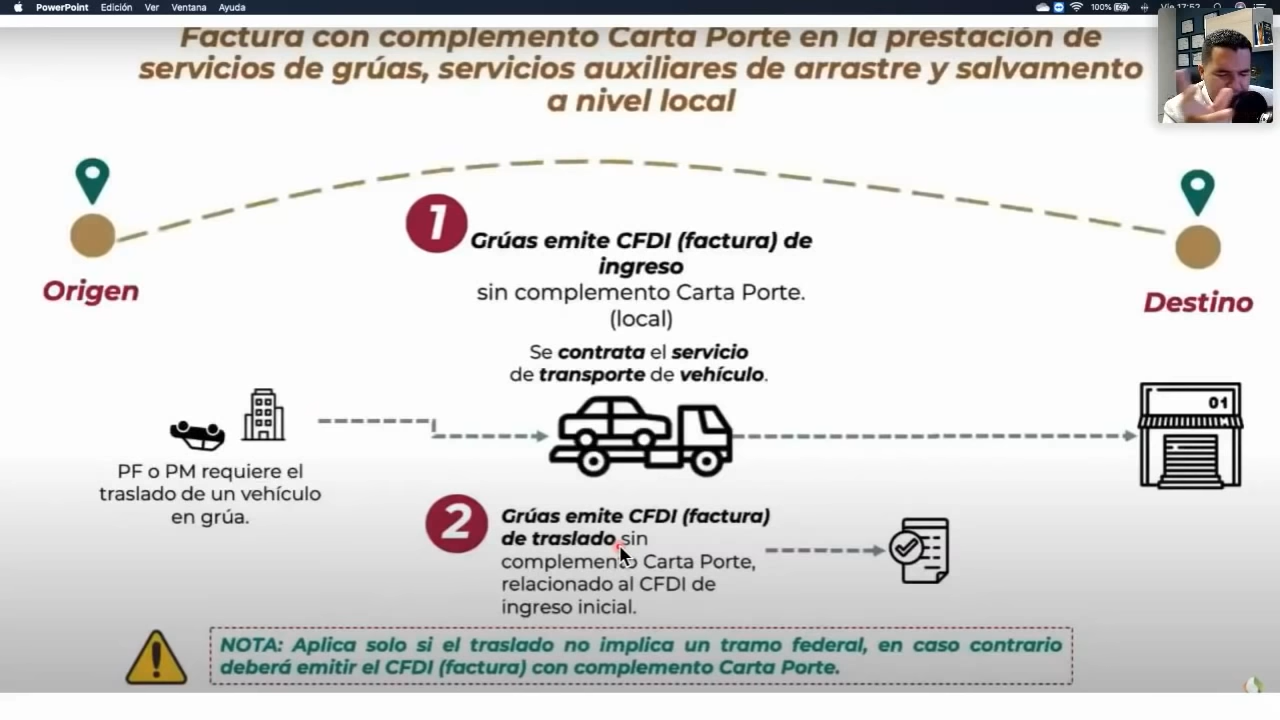 PowerPoint Edición Ver Ventana Ayuda
100%
Vie 17:52
Factura con complemento Carta Porte en la prestación de
servicios de grúas, servicios auxiliares de arrastre y salvamento
a nivel local
1
Grúas emite CFDI (factura) de
ingreso
sin complemento Carta Porte.
(local)
Origen
Destino
Se contrata el servicio
de transporte de vehículo.
01
PF o PM requiere el
traslado de un vehículo
en grúa.
2
Grúas emite CFDI (factura)
de traslado sin
complemento Carta Porte,
relacionado al CFDI de
ingreso inicial.
NOTA: Aplica solo si el traslado no implica un tramo federal, en caso contrario
deberá emitir el CFDI (factura) con complemento Carta Porte.